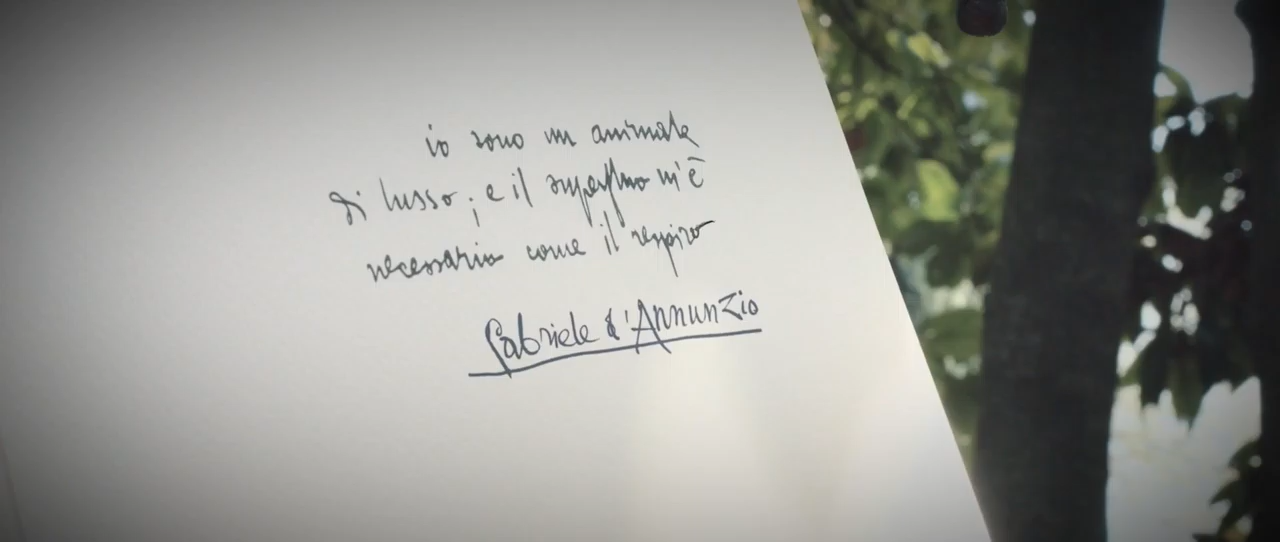 io sono un animale
di lusso; e il superfluo m'è
necessario come il respiro
Gabriele d'Annunzio